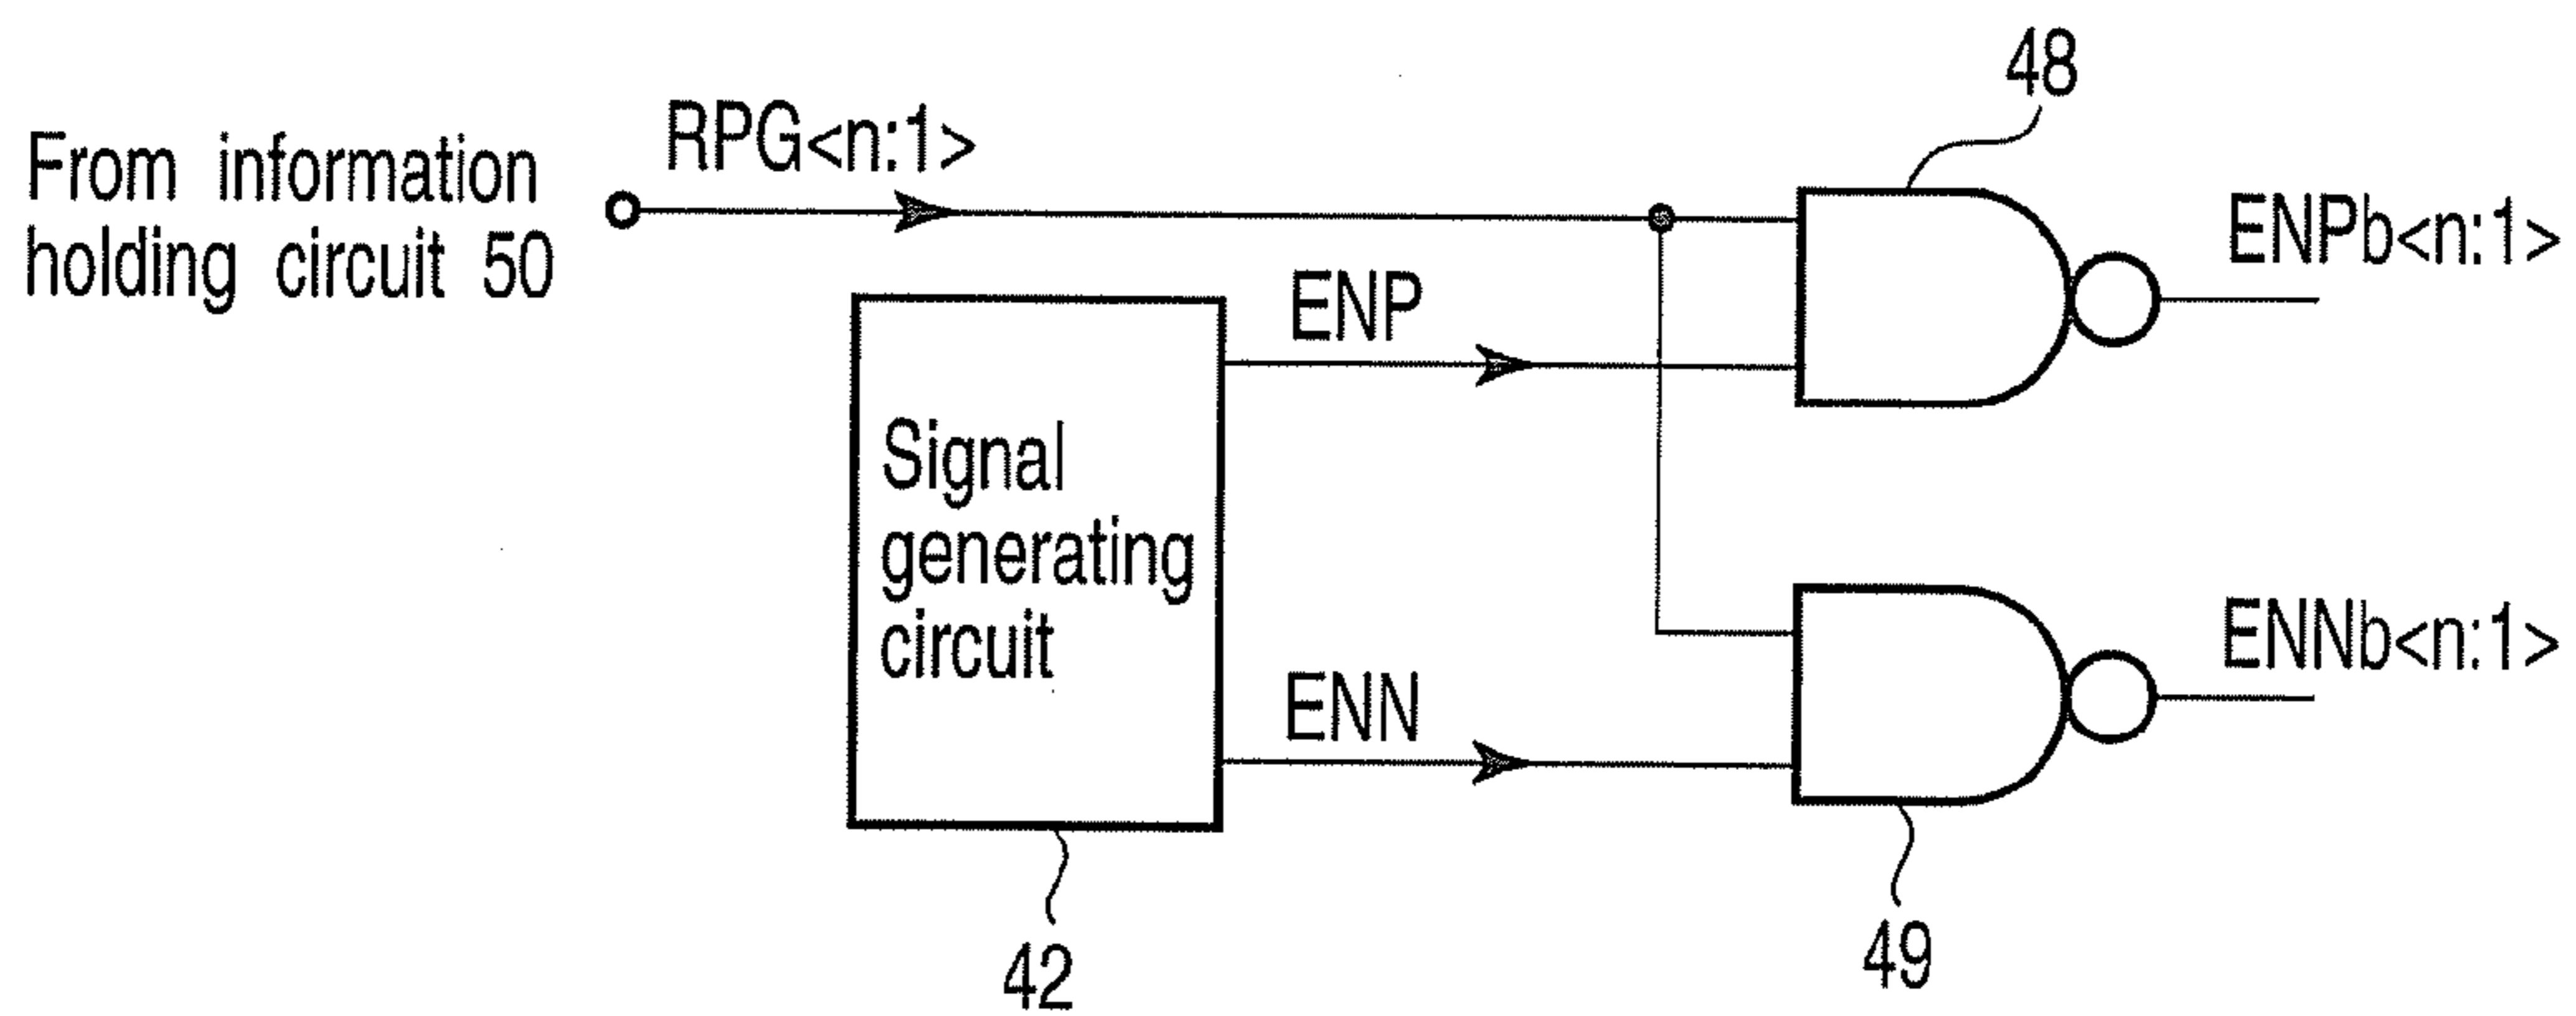 48
From information
holding circuit 50
RPG<n:1>
ENPb<n:1>
ENP
Signal
generating
circuit
ENN
ENNb<n:1>
42
49